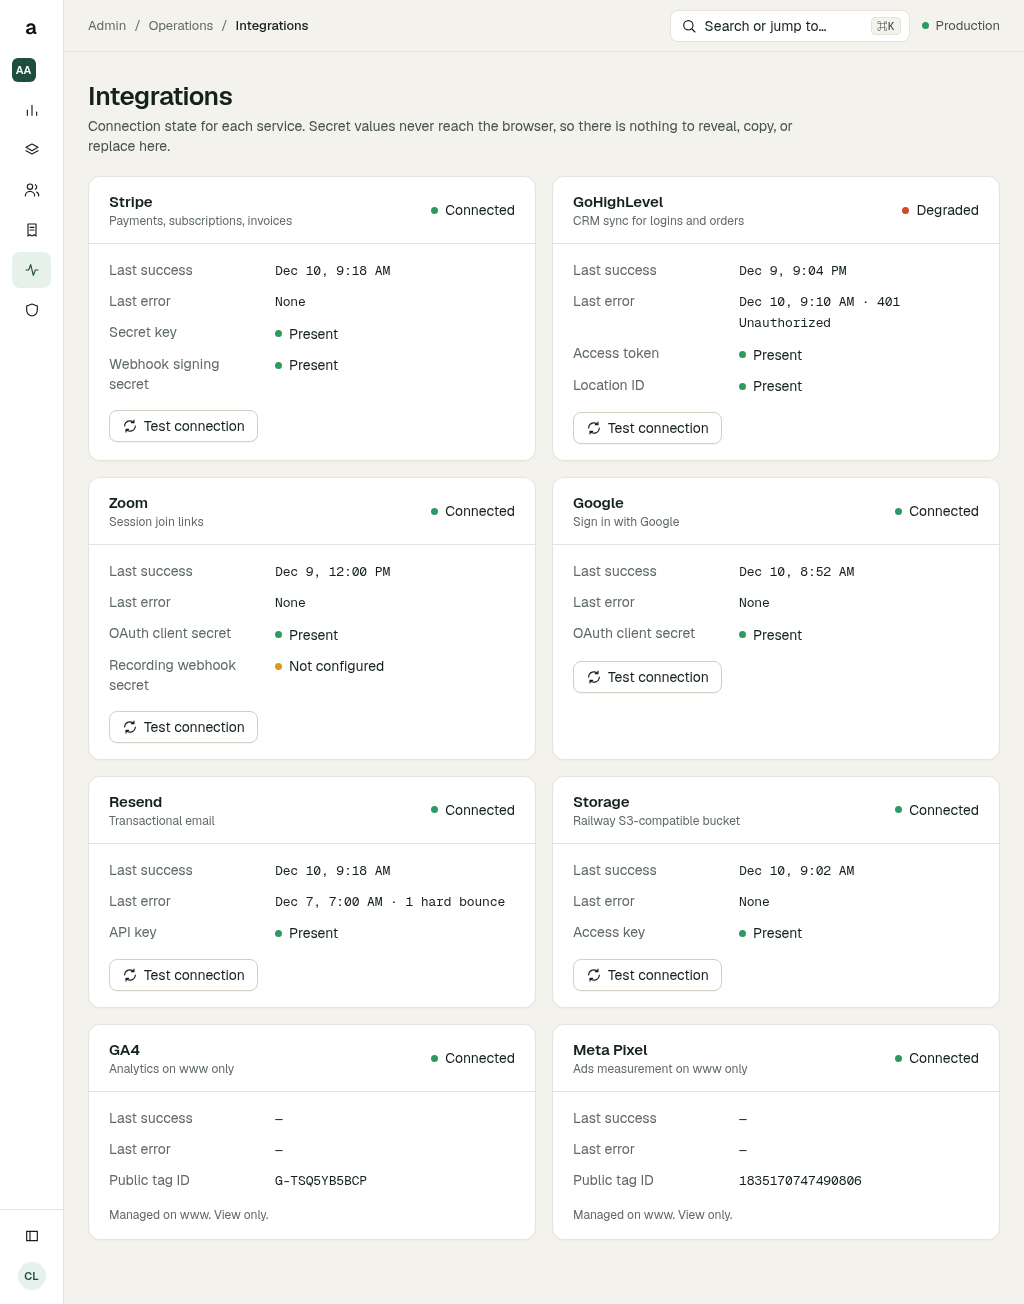 a
Admin / Operations / Integrations
Search or jump to…
⌘K
Production
AA
Integrations
Connection state for each service. Secret values never reach the browser, so there is nothing to reveal, copy, or
replace here.
Stripe
Payments, subscriptions, invoices
Connected
Last success Dec 10, 9:18 AM
Last error None
Secret key Present
Webhook signing Present
secret
Test connection
GoHighLevel
CRM sync for logins and orders
Degraded
Last success Dec 9, 9:04 PM
Last error Dec 10, 9:10 AM · 401
Unauthorized
Access token Present
Location ID Present
Test connection
Zoom
Session join links
Connected
Last success Dec 9, 12:00 PM
Last error None
OAuth client secret Present
Recording webhook Not configured
secret
Test connection
Google
Sign in with Google
Connected
Last success Dec 10, 8:52 AM
Last error None
OAuth client secret Present
Test connection
Resend
Transactional email
Connected
Last success Dec 10, 9:18 AM
Last error Dec 7, 7:00 AM · 1 hard bounce
API key Present
Test connection
Storage
Railway S3-compatible bucket
Connected
Last success Dec 10, 9:02 AM
Last error None
Access key Present
Test connection
GA4
Analytics on www only
Connected
Last success –
Last error –
Public tag ID G-TSQ5YB5BCP
Managed on www. View only.
Meta Pixel
Ads measurement on www only
Connected
Last success –
Last error –
Public tag ID 1835170747490806
Managed on www. View only.
CL